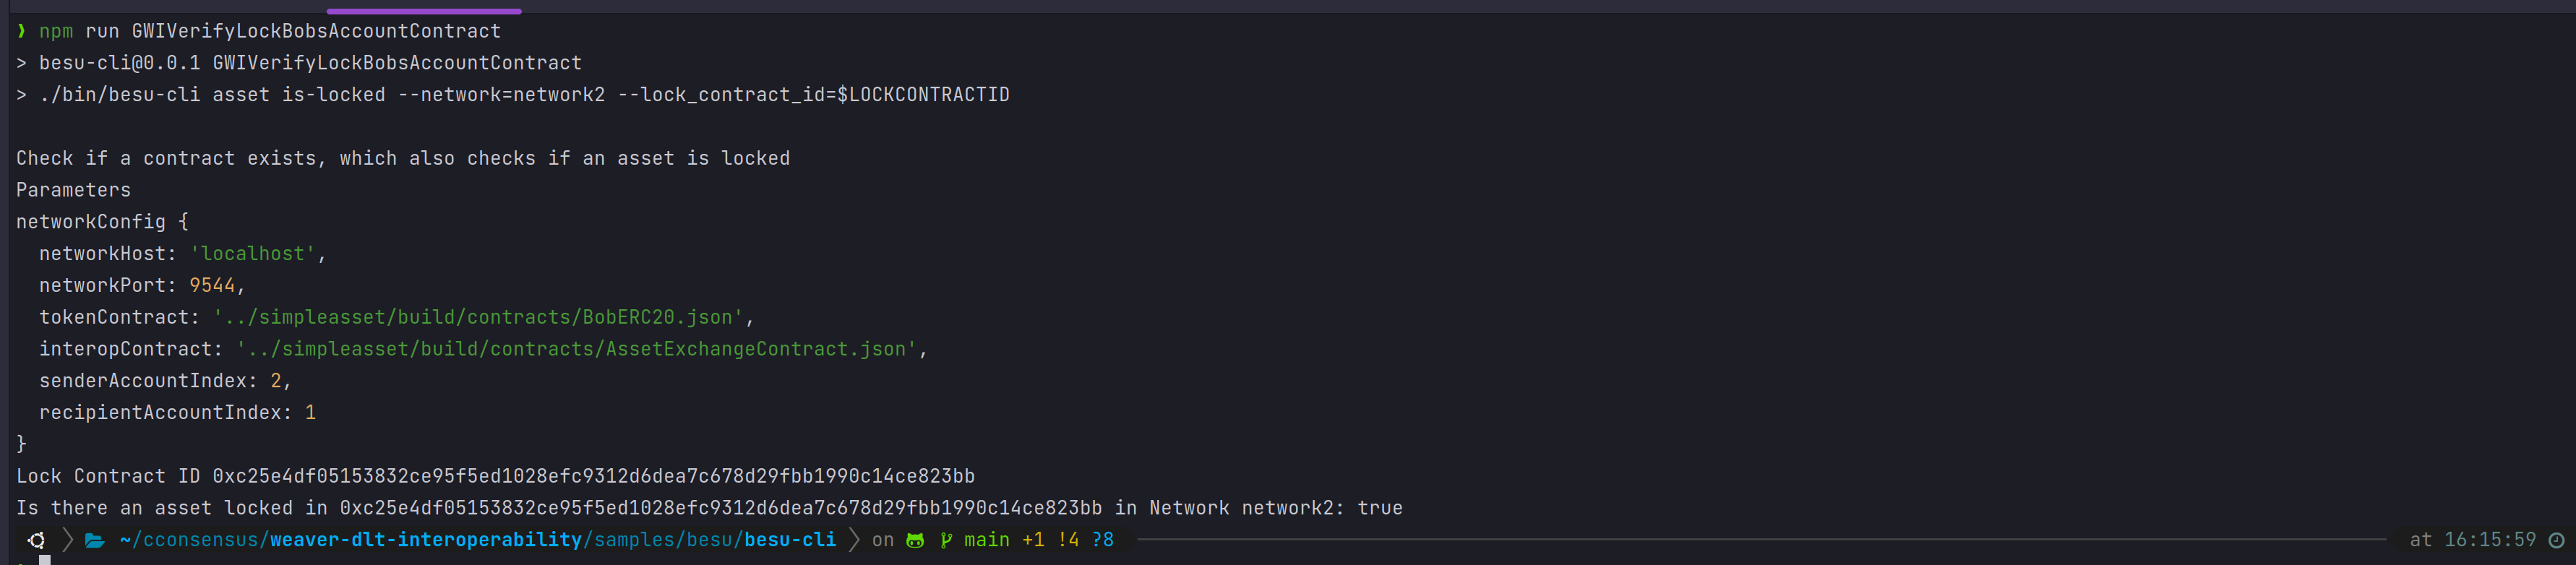 ❯ npm run GWIVerifyLockBobsAccountContract
> besu-cli@0.0.1 GWIVerifyLockBobsAccountContract
> ./bin/besu-cli asset is-locked --network=network2 --lock_contract_id=$LOCKCONTRACTID
Check if a contract exists, which also checks if an asset is locked
Parameters
networkConfig {
  networkHost: 'localhost',
  networkPort: 9544,
  tokenContract: '../simpleasset/build/contracts/BobERC20.json',
  interopContract: '../simpleasset/build/contracts/AssetExchangeContract.json',
  senderAccountIndex: 2,
  recipientAccountIndex: 1
}
Lock Contract ID 0xc25e4df05153832ce95f5ed1028efc9312d6dea7c678d29fbb1990c14ce823bb
Is there an asset locked in 0xc25e4df05153832ce95f5ed1028efc9312d6dea7c678d29fbb1990c14ce823bb in Network network2: true
~/cconsensus/weaver-dlt-interoperability/samples/besu/besu-cli on main +1 !4 ?8 at 16:15:59